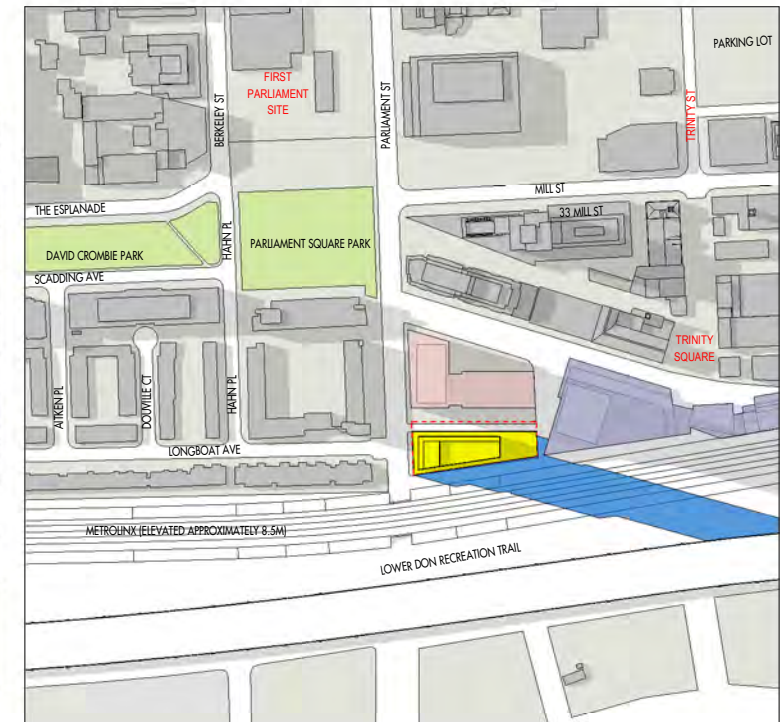 PARKING LOT
FIRST
PARLIAMENT
SITE
BERKELEY ST
PARLIAMENT ST
TRINITY ST
MILL ST
THE ESPLANADE
33 MILL ST
HAHN PL
DAVID CROMBIE PARK
PARLIAMENT SQUARE PARK
SCADDING AVE
TRINITY
SQUARE
AITKEN PL
DOUVILLE CT
HAHN PL
LONGBOAT AVE
METROLINX (ELEVATED APPROXIMATELY 8.5M)
LOWER DON RECREATION TRAIL